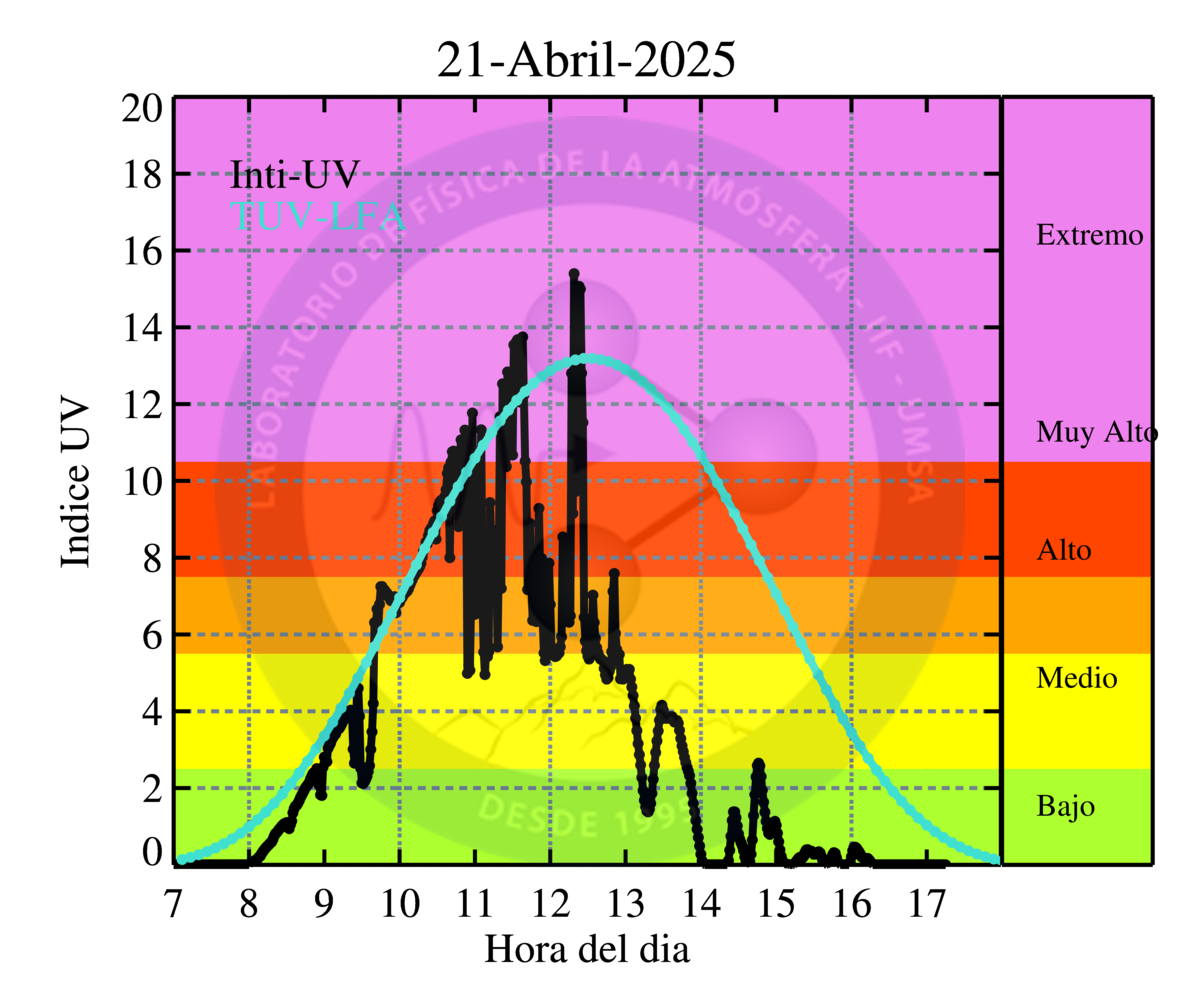 21-Abril-2025
20
18
16
14
12
10
8
6
4
2
0
Indice UV
Inti-UV
TUV-LFA
LABORATORIO DE FÍSICA DE LA ATMÓSFERA - IIF - UMSA
DESDE 1995
Extremo
Muy Alto
Alto
Medio
Bajo
7 8 9 10 11 12 13 14 15 16 17
Hora del dia